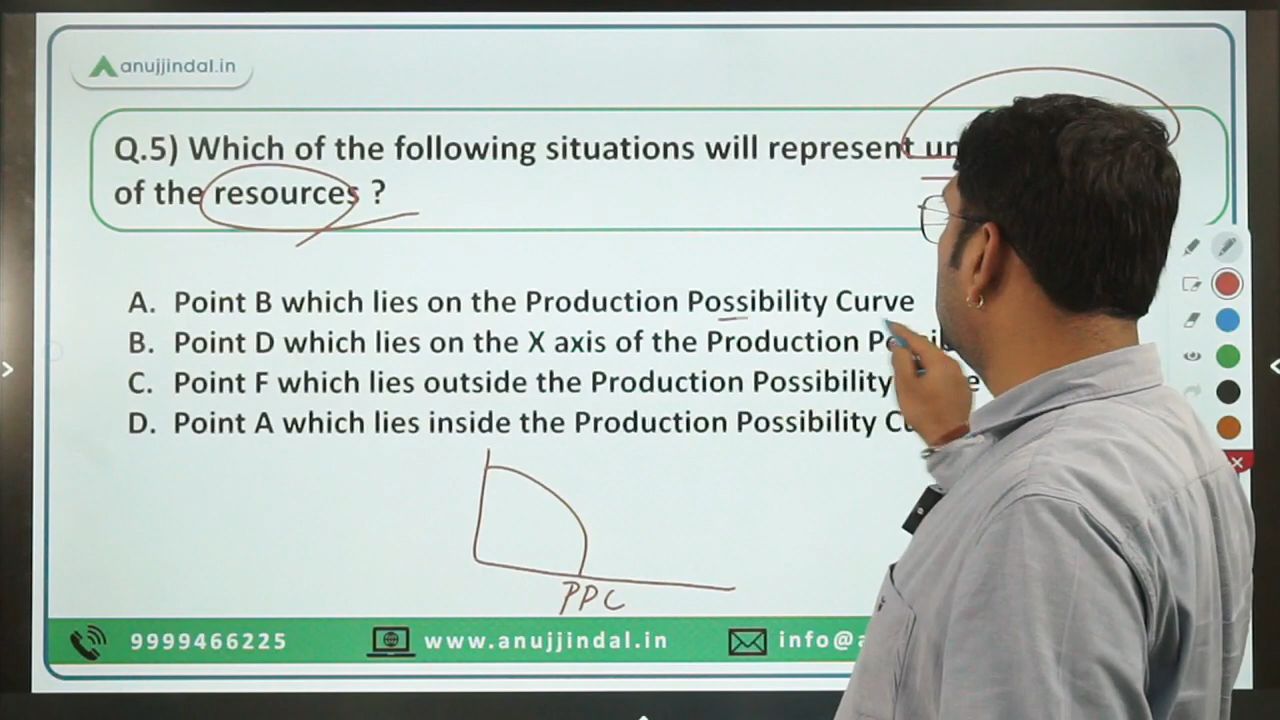 anujjindal.in
Q.5) Which of the following situations will represent
of the resources ?
A. Point B which lies on the Production Possibility Curve
B. Point D which lies on the X axis of the Production
C. Point F which lies outside the Production Possibility
D. Point A which lies inside the Production Possibility
PPC
9999466225 www.anujjindal.in